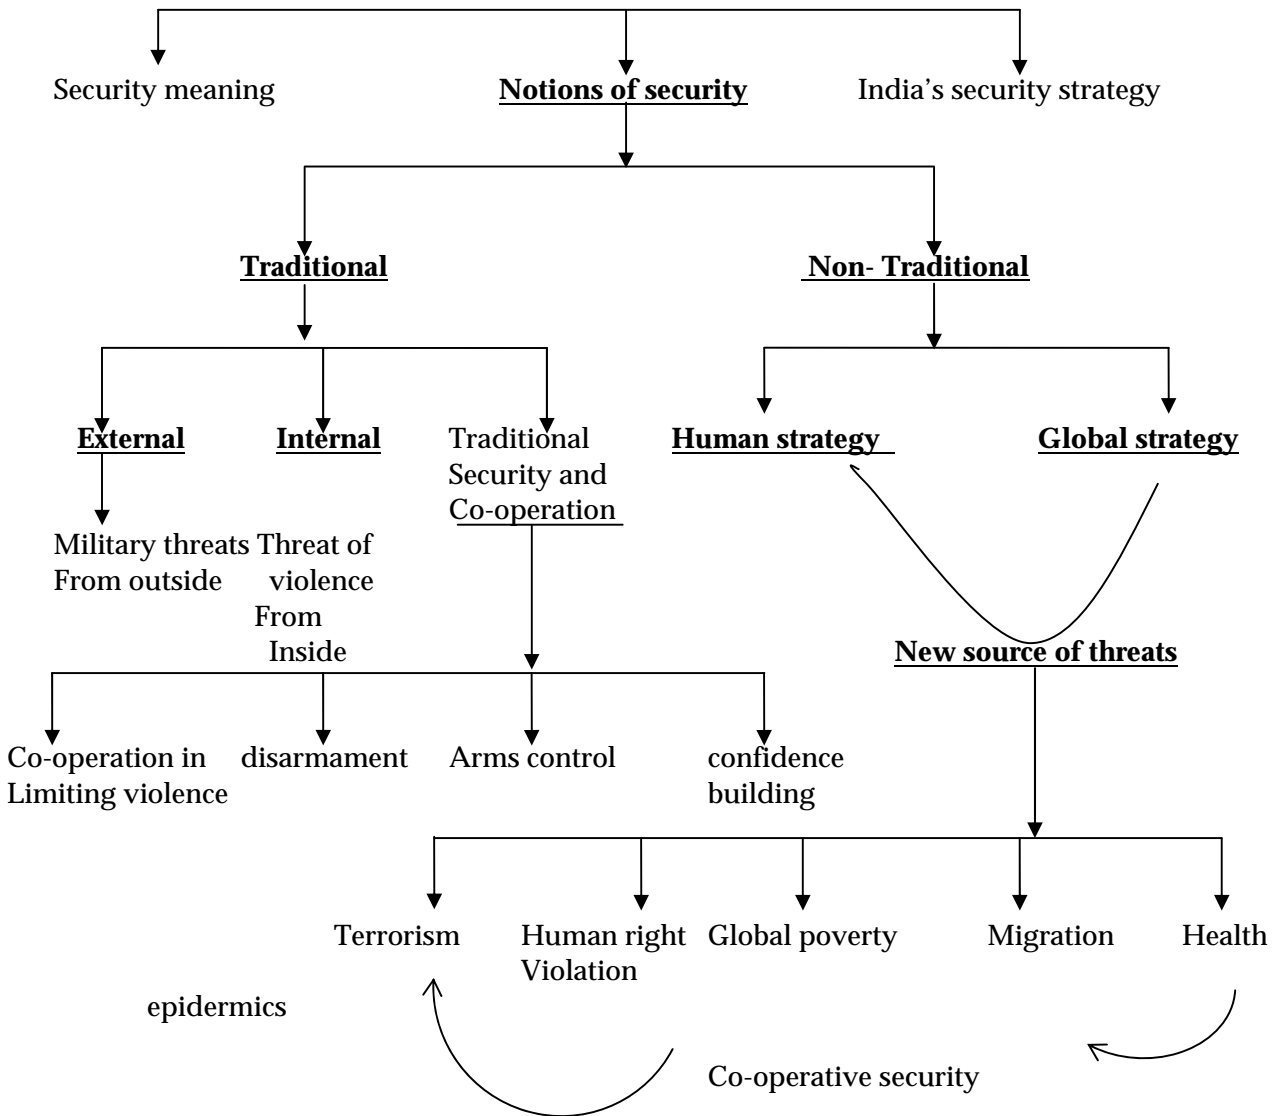 Security meaning
Notions of security
India's security strategy
Traditional
Non- Traditional
External
Internal
Traditional
Security and
Co-operation
Human strategy
Global strategy
Military threats
From outside
Threat of
violence
From
Inside
New source of threats
Co-operation in
Limiting violence
disarmament
Arms control
confidence
building
Terrorism
Human right
Violation
Global poverty
Migration
Health
epidermics
Co-operative security